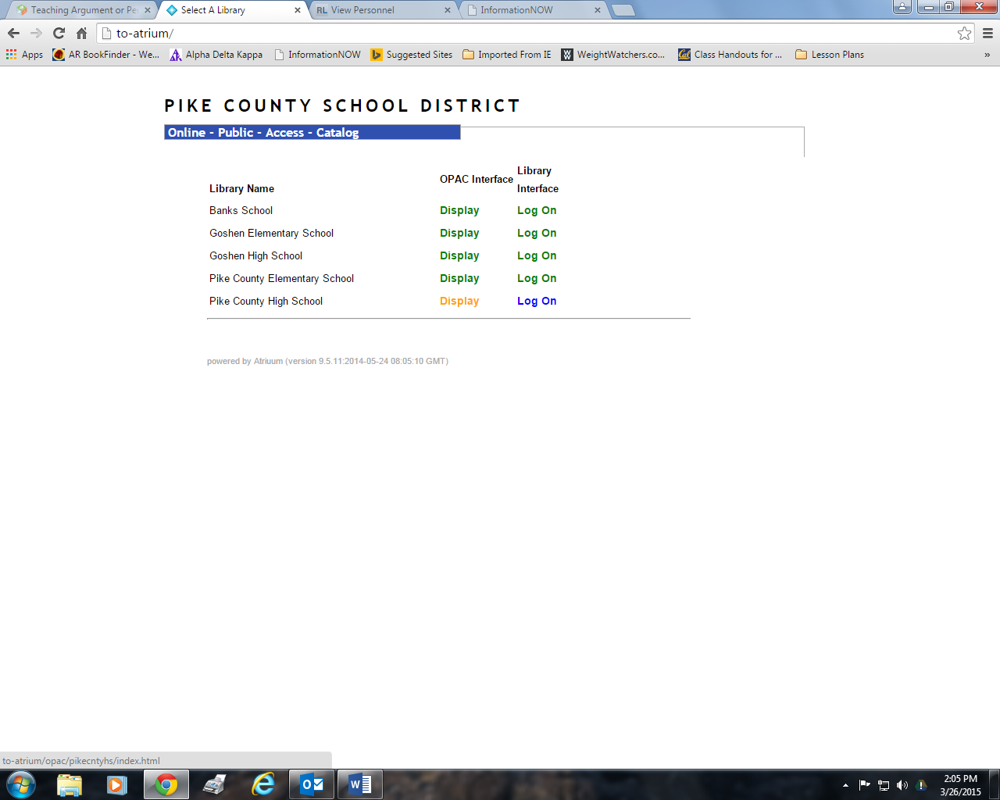 Teaching Argument or Pe
Select A Library
RL View Personnel
InformationNOW
to-atrium/
Apps
AR BookFinder - We...
Alpha Delta Kappa
InformationNOW
Suggested Sites
Imported From IE
WeightWatchers.co...
Class Handouts for ...
Lesson Plans
»
PIKE COUNTY SCHOOL DISTRICT
Online - Public - Access - Catalog
Library Name OPAC Interface Library Interface
Banks School Display Log On
Goshen Elementary School Display Log On
Goshen High School Display Log On
Pike County Elementary School Display Log On
Pike County High School Display Log On
powered by Atriuum (version 9.5.11:2014-05-24 08:05:10 GMT)
to-atrium/opac/pikecntyhs/index.html
2:05 PM
3/26/2015